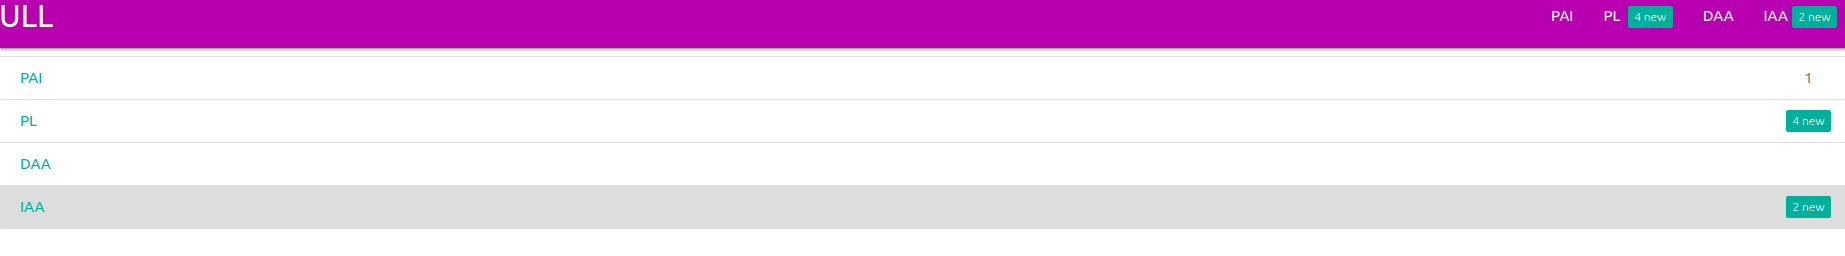 ULL PAI PL 4 new DAA IAA 2 new
PAI 1
PL 4 new
DAA
IAA 2 new